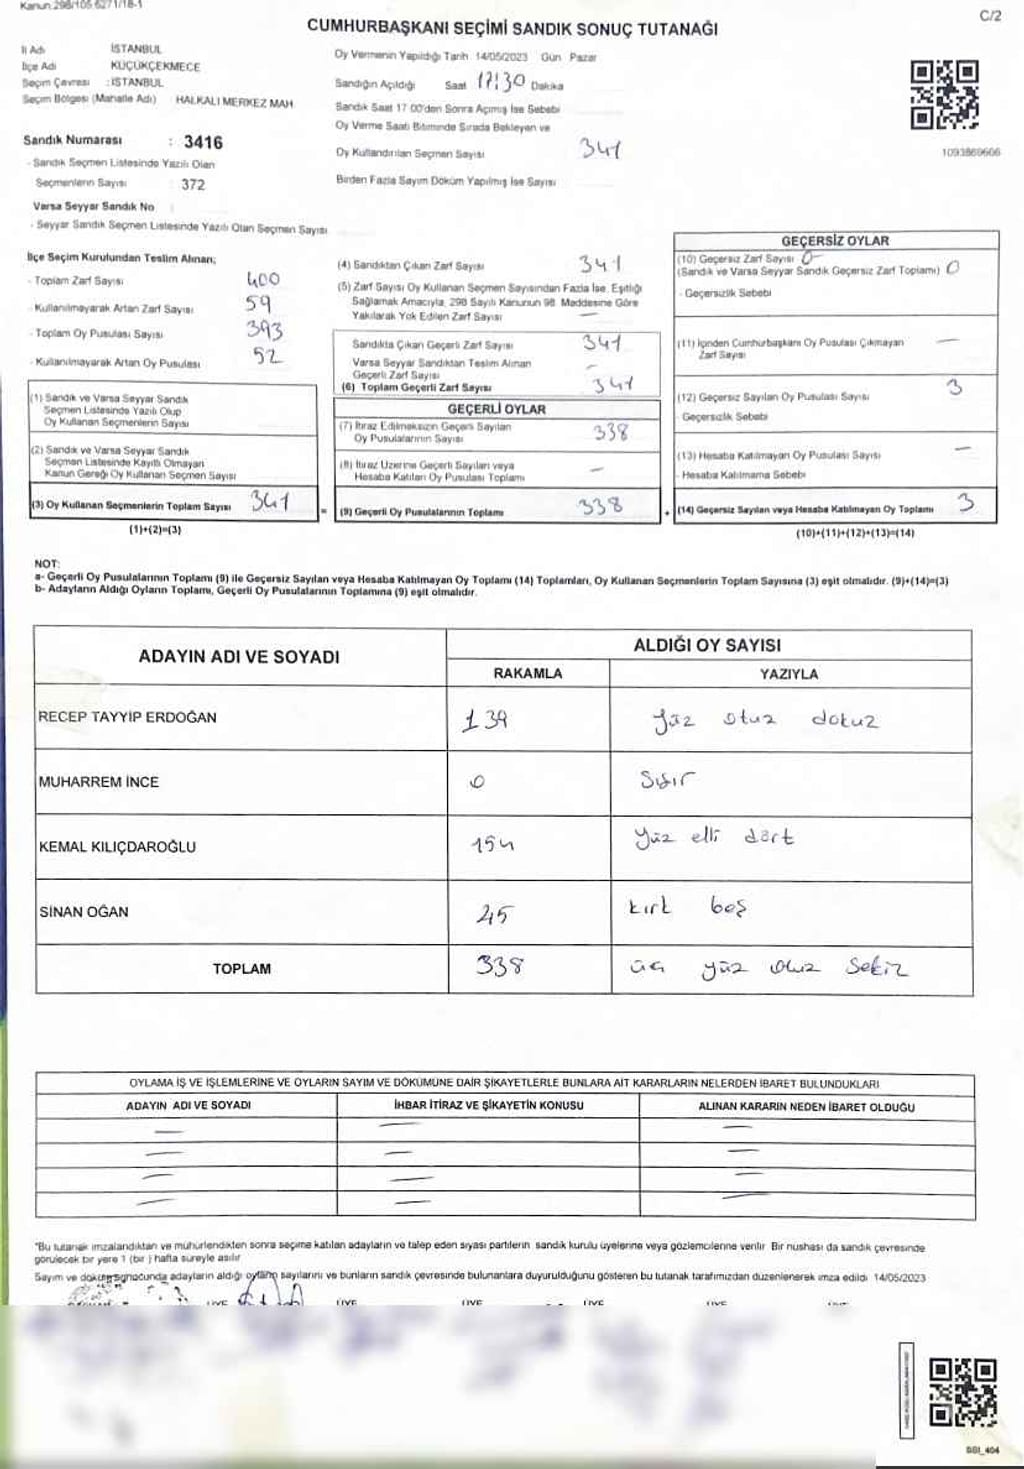 Kanun:298/105.6271/18-1
C/2
CUMHURBAŞKANI SEÇİMİ SANDIK SONUÇ TUTANAĞI
İl Adı İSTANBUL
İlçe Adı KÜÇÜKÇEKMECE
Seçim Çevresi : İSTANBUL
Seçim Bölgesi (Mahalle Adı) HALKALI MERKEZ MAH.
Sandık Numarası : 3416
- Sandık Seçmen Listesinde Yazılı Olan
Seçmenlerin Sayısı 372
Varsa Seyyar Sandık No
- Seyyar Sandık Seçmen Listesinde Yazılı Olan Seçmen Sayısı
Oy Vermenin Yapıldığı Tarih 14/05/2023 Gün Pazar
Sandığın Açıldığı Saat 17:30 Dakika
Sandık Saat 17 00'den Sonra Açılmış İse Sebebi
Oy Verme Saati Bitiminde Sırada Bekleyen ve
Oy Kullandırılan Seçmen Sayısı 341
Birden Fazla Sayım Döküm Yapılmış İse Sayısı
1093869606
İlçe Seçim Kurulundan Teslim Alınan;
- Toplam Zarf Sayısı 400
- Kullanılmayarak Artan Zarf Sayısı 59
- Toplam Oy Pusulası Sayısı 393
- Kullanılmayarak Artan Oy Pusulası 52
(1) Sandık ve Varsa Seyyar Sandık
Seçmen Listesinde Yazılı Olup
Oy Kullanan Seçmenlerin Sayısı
(2) Sandık ve Varsa Seyyar Sandık
Seçmen Listesinde Kayıtlı Olmayan
Kanun Gereği Oy Kullanan Seçmen Sayısı
(3) Oy Kullanan Seçmenlerin Toplam Sayısı 341
(1)+(2)=(3)
=
(4) Sandıktan Çıkan Zarf Sayısı 341
(5) Zarf Sayısı Oy Kullanan Seçmen Sayısından Fazla İse, Eşitliği
Sağlamak Amacıyla, 298 Sayılı Kanunun 98. Maddesine Göre
Yakılarak Yok Edilen Zarf Sayısı —
Sandıkta Çıkan Geçerli Zarf Sayısı 341
Varsa Seyyar Sandıktan Teslim Alınan
Geçerli Zarf Sayısı –
(6) Toplam Geçerli Zarf Sayısı 341
GEÇERLİ OYLAR
(7) İtiraz Edilmeksizin Geçerli Sayılan
Oy Pusulalarının Sayısı 338
(8) İtiraz Üzerine Geçerli Sayılan veya
Hesaba Katılan Oy Pusulası Toplamı —
(9) Geçerli Oy Pusulalarının Toplamı 338
+
GEÇERSİZ OYLAR
(10) Geçersiz Zarf Sayısı 0
(Sandık ve Varsa Seyyar Sandık Geçersiz Zarf Toplamı) 0
- Geçersizlik Sebebi
(11) İçinden Cumhurbaşkanı Oy Pusulası Çıkmayan
Zarf Sayısı —
(12) Geçersiz Sayılan Oy Pusulası Sayısı 3
- Geçersizlik Sebebi
(13) Hesaba Katılmayan Oy Pusulası Sayısı —
- Hesaba Katılmama Sebebi
(14) Geçersiz Sayılan veya Hesaba Katılmayan Oy Toplamı 3
(10)+(11)+(12)+(13)=(14)
NOT:
a- Geçerli Oy Pusulalarının Toplamı (9) ile Geçersiz Sayılan veya Hesaba Katılmayan Oy Toplamı (14) Toplamları, Oy Kullanan Seçmenlerin Toplam Sayısına (3) eşit olmalıdır. (9)+(14)=(3)
b- Adayların Aldığı Oyların Toplamı, Geçerli Oy Pusulalarının Toplamına (9) eşit olmalıdır.
ADAYIN ADI VE SOYADI ALDIĞI OY SAYISI
RAKAMLA YAZIYLA
RECEP TAYYİP ERDOĞAN 139 yüz otuz dokuz
MUHARREM İNCE 0 Sıfır
KEMAL KILIÇDAROĞLU 154 Yüz elli dört
SİNAN OĞAN 45 kırk beş
TOPLAM 338 üç yüz otuz Sekiz
OYLAMA İŞ VE İŞLEMLERİNE VE OYLARIN SAYIM VE DÖKÜMÜNE DAİR ŞİKAYETLERLE BUNLARA AİT KARARLARIN NELERDEN İBARET BULUNDUKLARI
ADAYIN ADI VE SOYADI İHBAR İTİRAZ VE ŞİKAYETİN KONUSU ALINAN KARARIN NEDEN İBARET OLDUĞU
— — —
— — —
— — —
— — —
"Bu tutanak imzalandıktan ve mühürlendikten sonra seçime katılan adayların ve talep eden siyasi partilerin sandık kurulu üyelerine veya gözlemcilerine verilir Bir nushası da sandık çevresinde
görülecek bir yere 1 (bir ) hafta süreyle asılır
Sayım ve döküm sonucunda adayların aldığı oyların sayılarını ve bunların sandık çevresinde bulunanlara duyurulduğunu gösteren bu tutanak tarafımızdan düzenlenerek imza edildi 14/05/2023
ÜYE ÜYE ÜYE ÜYE ÜYE
SSI_404